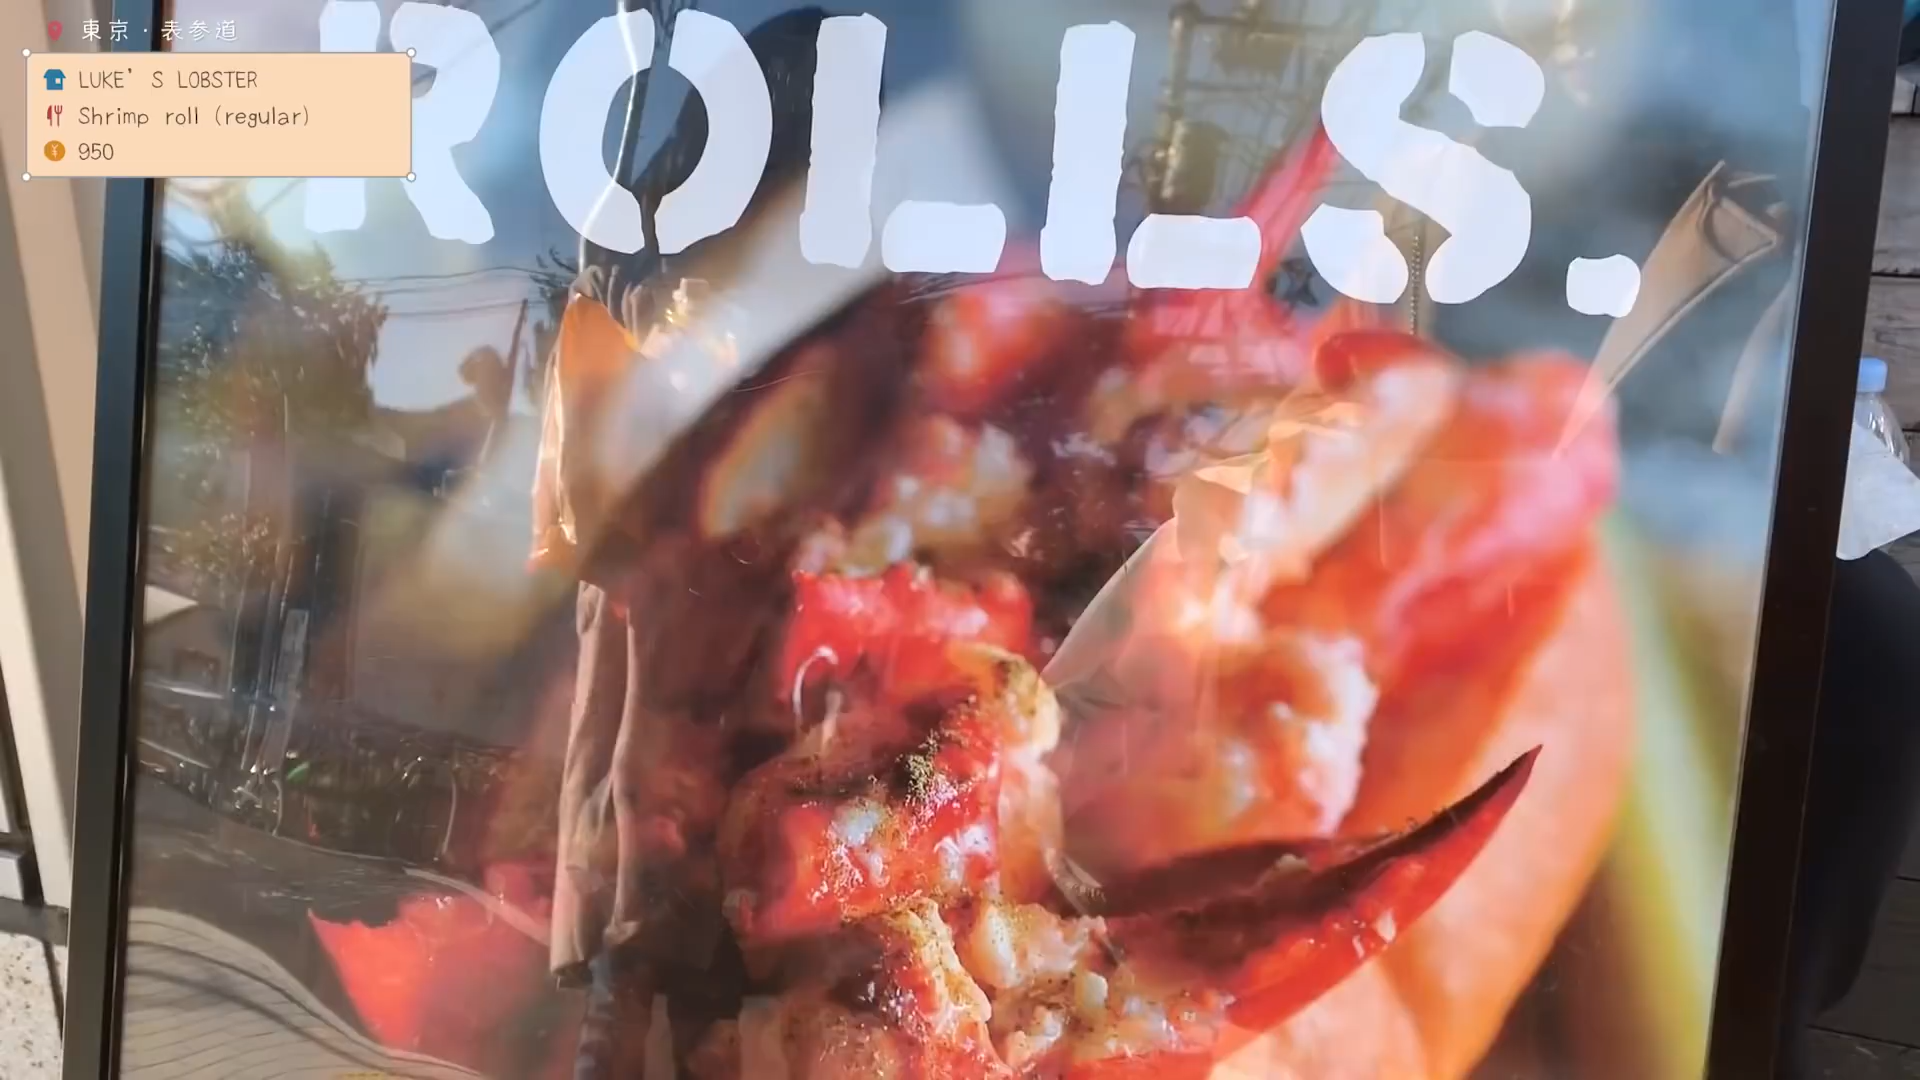 東京・表参道
LUKE'S LOBSTER
Shrimp roll (regular)
¥ 950
ROLLS.